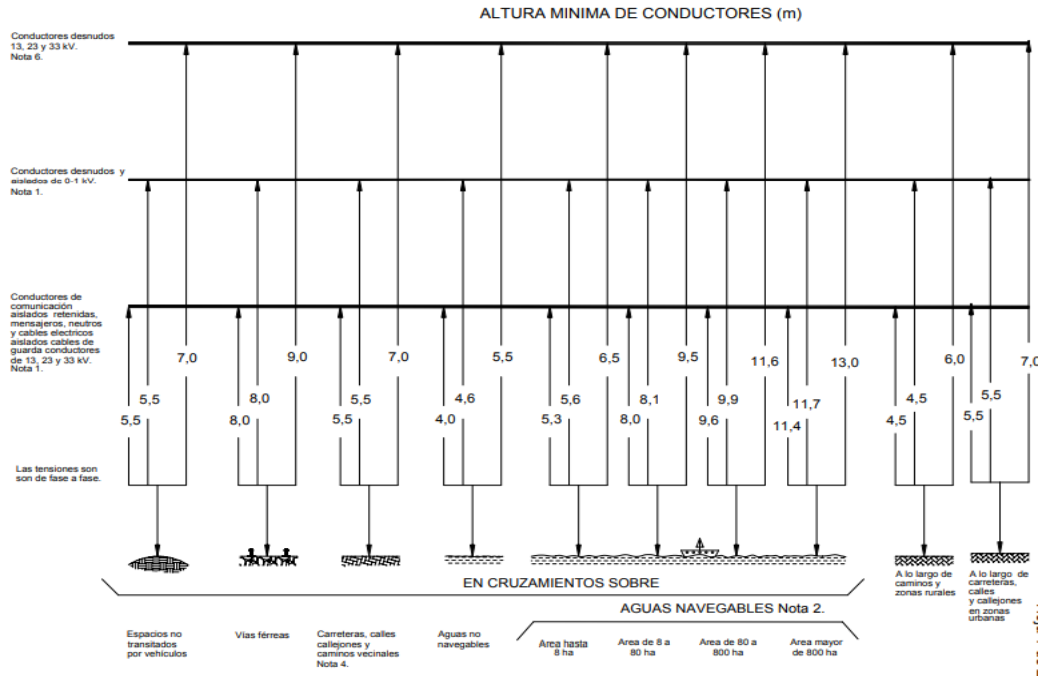 ALTURA MINIMA DE CONDUCTORES (m)
Conductores desnudos
13, 23 y 33 kV.
Nota 6.
Conductores desnudos y
aislados de 0-1 kV.
Nota 1.
Conductores de
comunicación
aislados retenidas,
mensajeros, neutros
y cables electricos
aislados cables de
guarda conductores
de 13, 23 y 33 kV.
Nota 1.
7,0 9,0 7,0 5,5 6,5 9,5 11,6 13,0 6,0 7,0
5,5 8,0 5,5 4,6 5,6 8,1 9,9 11,7 4,5 5,5
5,5 8,0 5,5 4,0 5,3 8,0 9,6 11,4 4,5 5,5
Las tensiones son
son de fase a fase.
EN CRUZAMIENTOS SOBRE
AGUAS NAVEGABLES Nota 2.
Espacios no
transitados
por vehículos
Vías férreas
Carreteras, calles
callejones y
caminos vecinales
Nota 4.
Aguas no
navegables
Area hasta
8 ha
Area de 8 a
80 ha
Area de 80 a
800 ha
Area mayor
de 800 ha
A lo largo de
caminos y
zonas rurales
A lo largo de
carreteras,
calles
y callejones
en zonas
urbanas